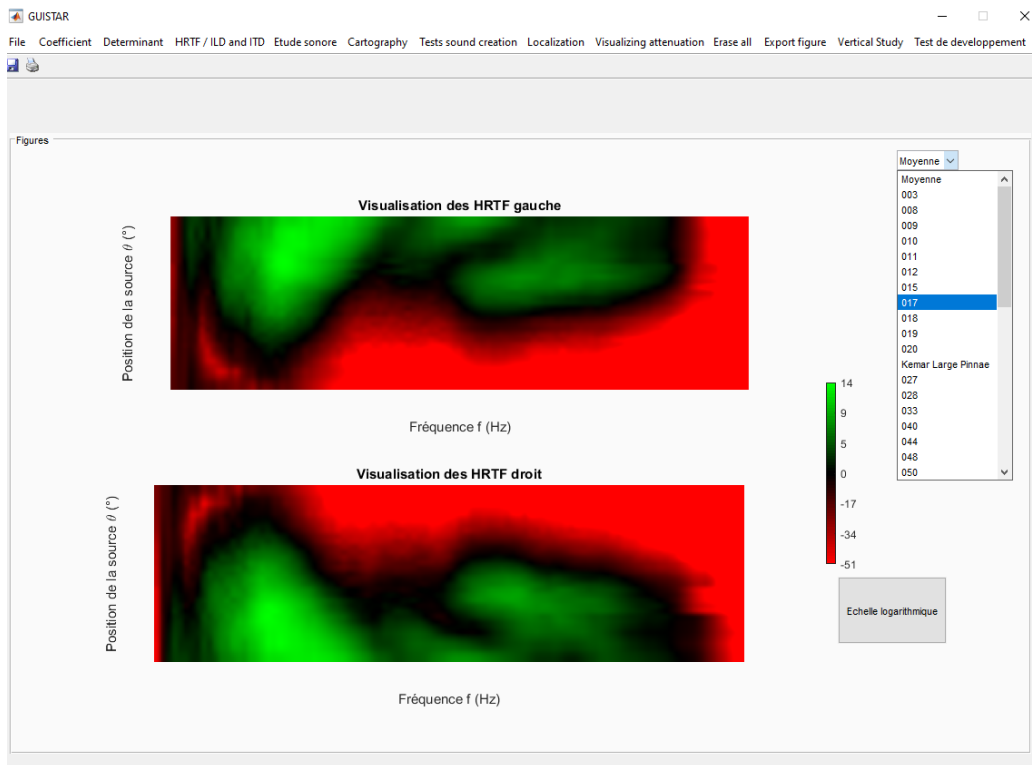 GUISTAR
File Coefficient Determinant HRTF / ILD and ITD Etude sonore Cartography Tests sound creation Localization Visualizing attenuation Erase all Export figure Vertical Study Test de developpement
Figures
Moyenne
Moyenne
003
008
009
010
011
012
015
017
018
019
020
Kemar Large Pinnae
027
028
033
040
044
048
050
Visualisation des HRTF gauche
Position de la source θ (°)
Fréquence f (Hz)
Visualisation des HRTF droit
Position de la source θ (°)
Fréquence f (Hz)
14
9
5
0
-17
-34
-51
Echelle logarithmique